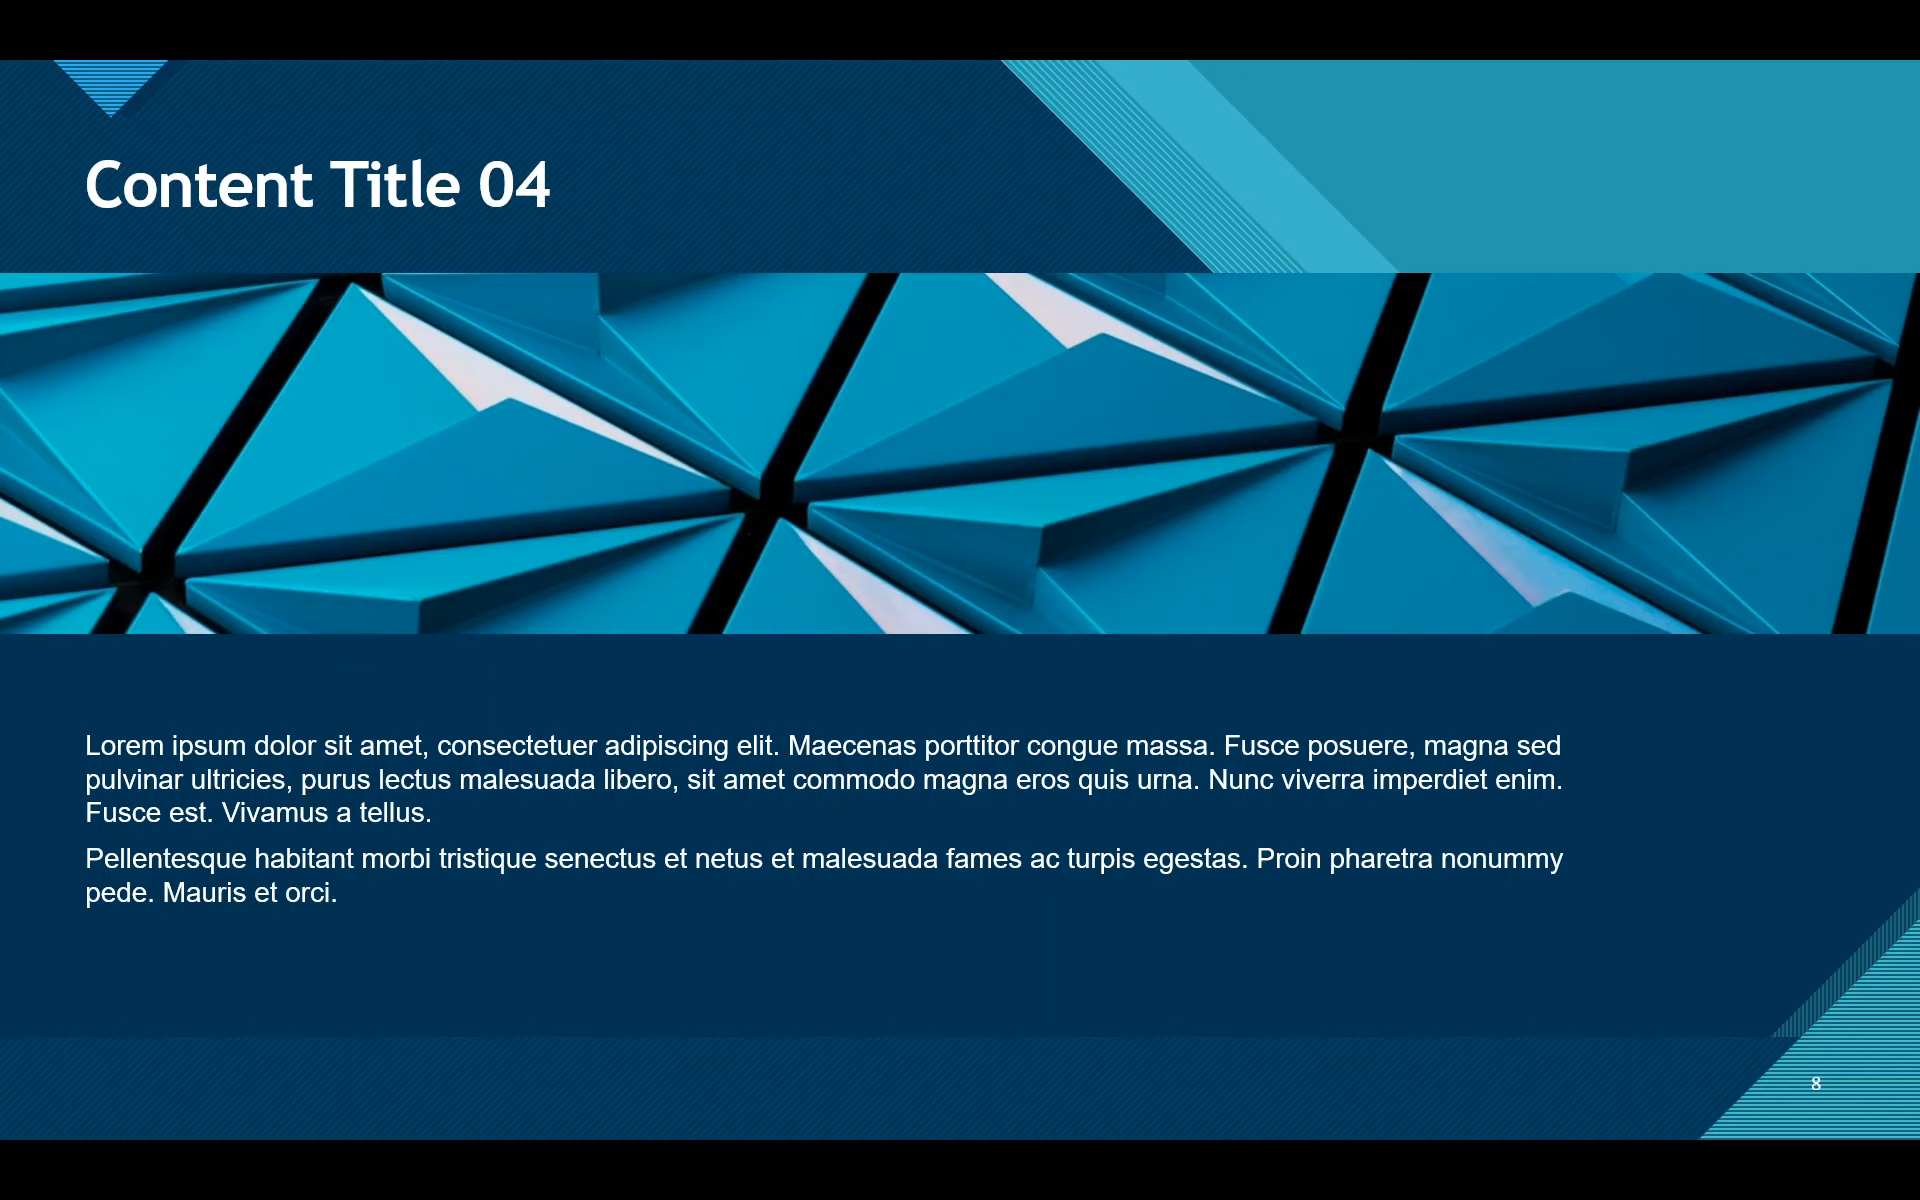 Content Title 04
Lorem ipsum dolor sit amet, consectetuer adipiscing elit. Maecenas porttitor congue massa. Fusce posuere, magna sed
pulvinar ultricies, purus lectus malesuada libero, sit amet commodo magna eros quis urna. Nunc viverra imperdiet enim.
Fusce est. Vivamus a tellus.
Pellentesque habitant morbi tristique senectus et netus et malesuada fames ac turpis egestas. Proin pharetra nonummy
pede. Mauris et orci.
8